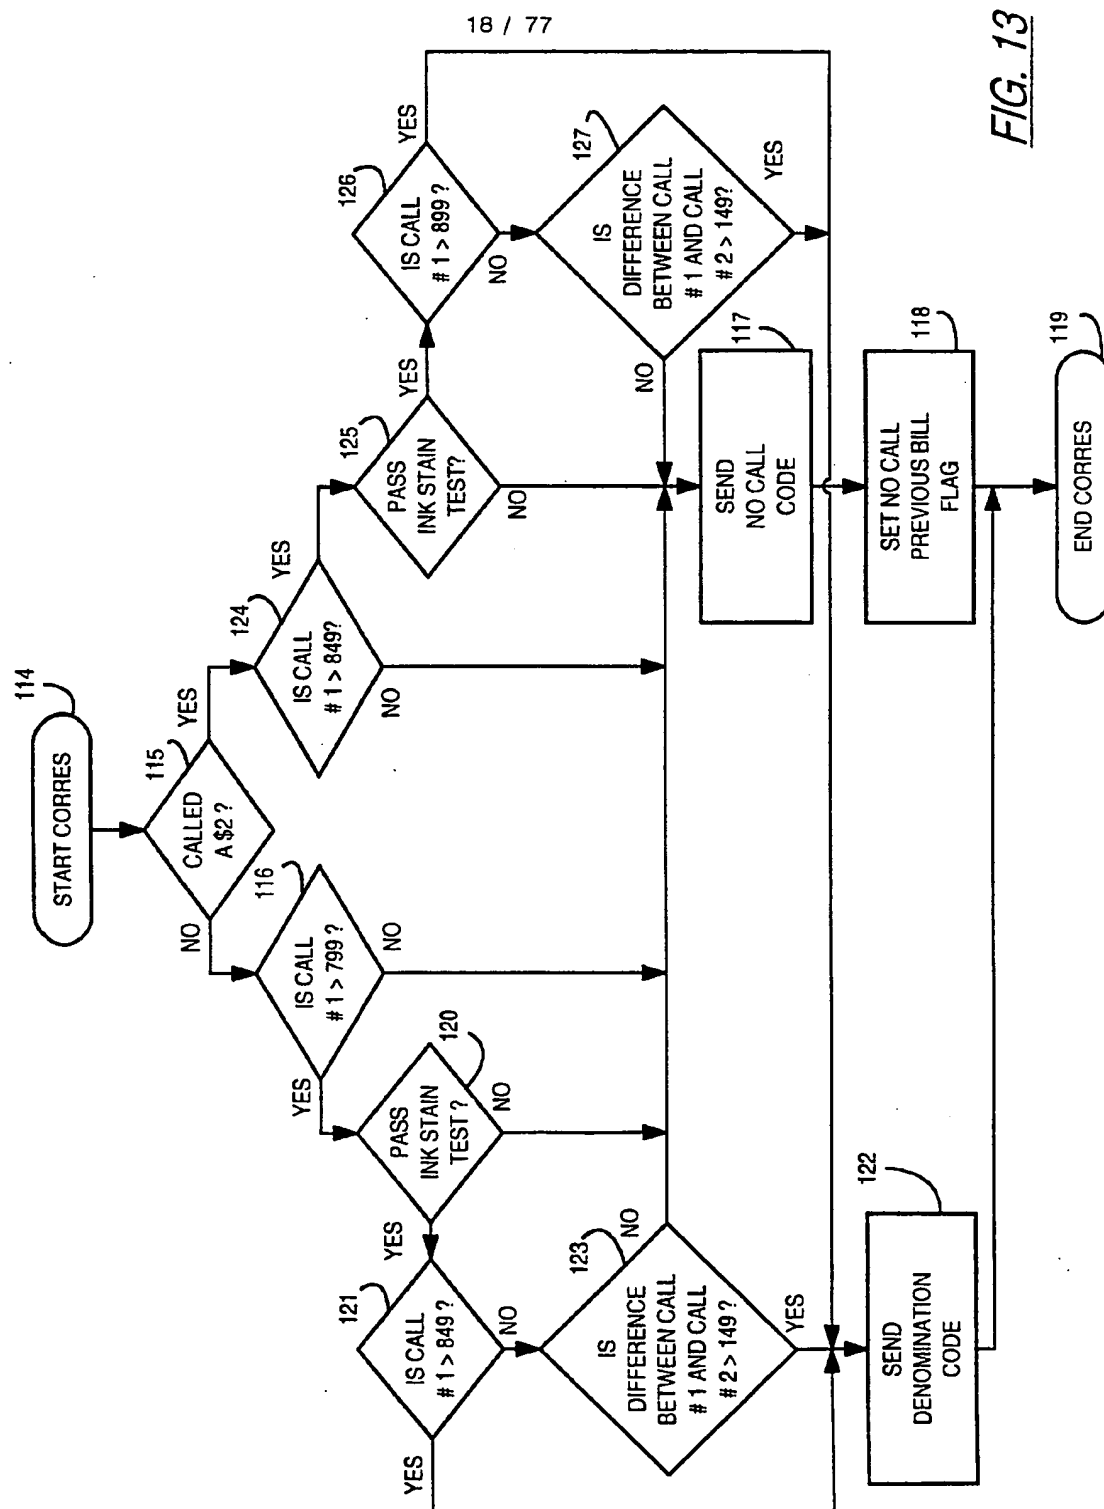 18 / 77
START CORRES
114
CALLED
A $2 ?
115
NO
YES
IS CALL
# 1 > 799 ?
116
YES
NO
IS CALL
# 1 > 849?
124
YES
NO
PASS
INK STAIN
TEST ?
120
YES
NO
PASS
INK STAIN
TEST?
125
YES
NO
IS CALL
# 1 > 849 ?
121
YES
NO
IS CALL
# 1 > 899 ?
126
YES
NO
IS
DIFFERENCE
BETWEEN CALL
# 1 AND CALL
# 2 > 149 ?
123
NO
YES
IS
DIFFERENCE
BETWEEN CALL
# 1 AND CALL
# 2 > 149?
127
NO
YES
SEND
NO CALL
CODE
117
SEND
DENOMINATION
CODE
122
SET NO CALL
PREVIOUS BILL
FLAG
118
END CORRES
119
FIG. 13